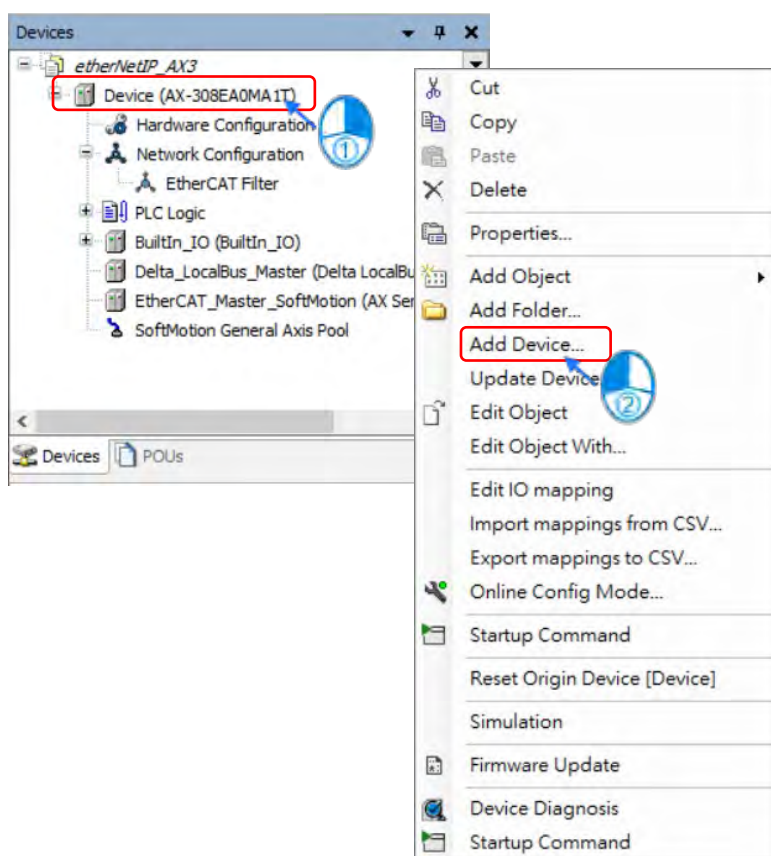 Devices
etherNetIP_AX3
Device (AX-308EA0MA1T)
Hardware Configuration
①
Network Configuration
EtherCAT Filter
PLC Logic
BuiltIn_IO (BuiltIn_IO)
Delta_LocalBus_Master (Delta LocalBu
EtherCAT_Master_SoftMotion (AX Ser
SoftMotion General Axis Pool
Devices
POUs
Cut
Copy
Paste
Delete
Properties...
Add Object
Add Folder...
Add Device...
Update Device
②
Edit Object
Edit Object With...
Edit IO mapping
Import mappings from CSV...
Export mappings to CSV...
Online Config Mode...
Startup Command
Reset Origin Device [Device]
Simulation
Firmware Update
Device Diagnosis
Startup Command